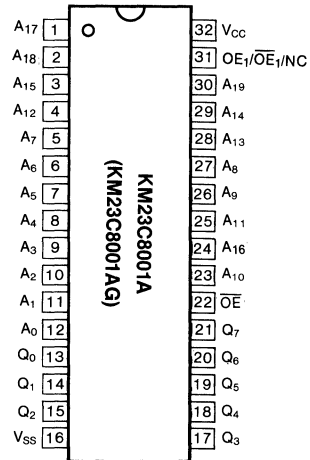 A17 1 32 VCC
A18 2 31 OE1/OE1/NC
A15 3 30 A19
A12 4 29 A14
A7 5 28 A13
A6 6 27 A8
A5 7 26 A9
A4 8 25 A11
A3 9 24 A16
A2 10 23 A10
A1 11 22 OE
A0 12 21 Q7
Q0 13 20 Q6
Q1 14 19 Q5
Q2 15 18 Q4
VSS 16 17 Q3
KM23C8001A
(KM23C8001AG)